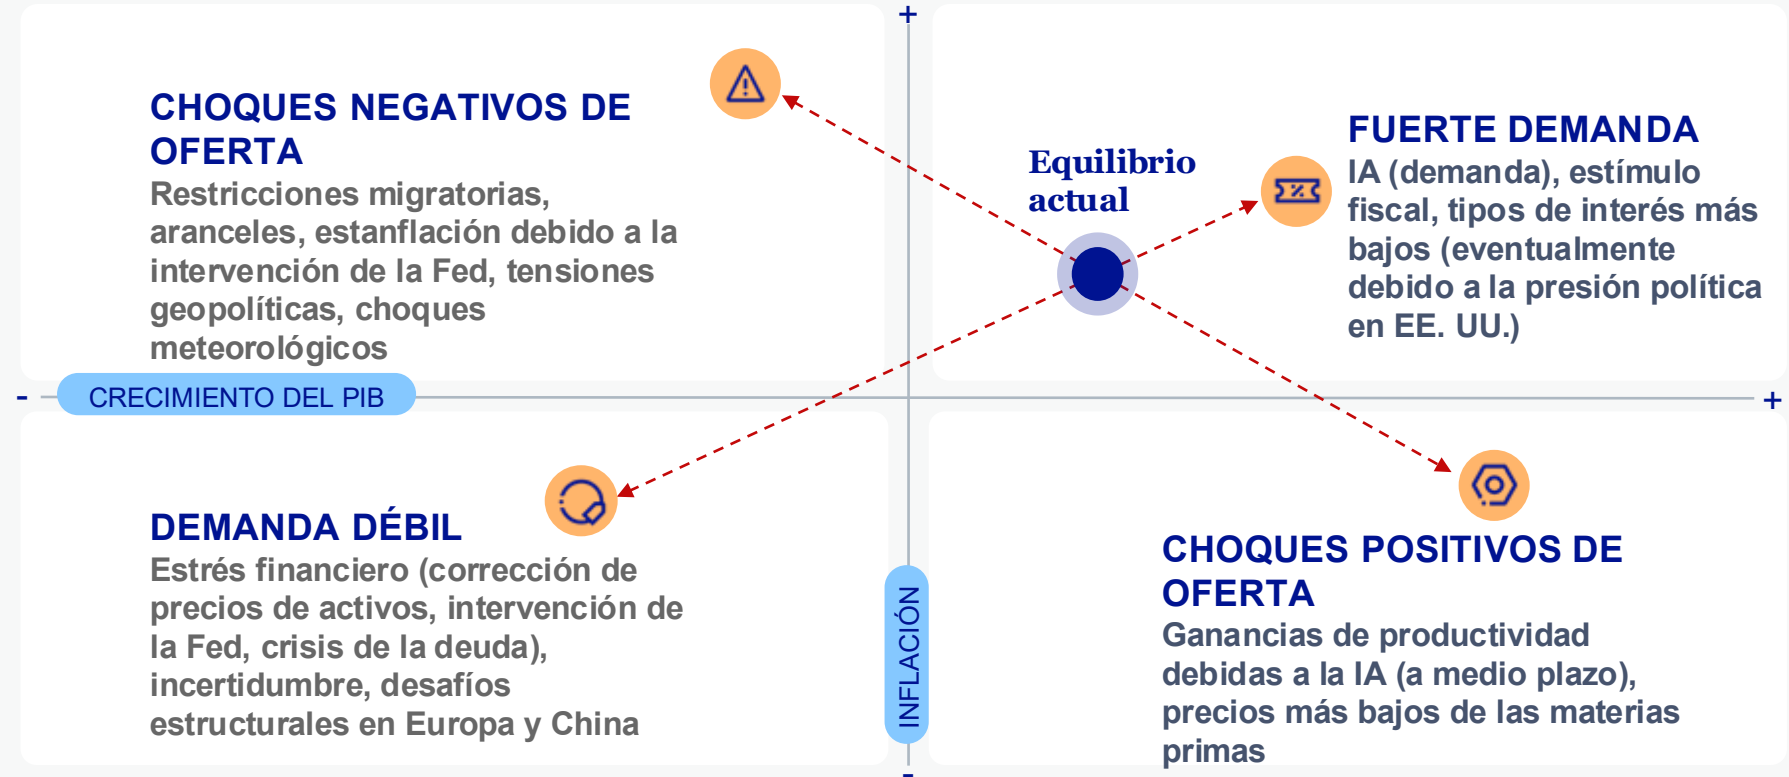 +
CHOQUES NEGATIVOS DE
OFERTA
Restricciones migratorias,
aranceles, estanflación debido a la
intervención de la Fed, tensiones
geopolíticas, choques
meteorológicos
Equilibrio
actual
FUERTE DEMANDA
IA (demanda), estímulo
fiscal, tipos de interés más
bajos (eventualmente
debido a la presión política
en EE. UU.)
-
CRECIMIENTO DEL PIB
+
DEMANDA DÉBIL
Estrés financiero (corrección de
precios de activos, intervención de
la Fed, crisis de la deuda),
incertidumbre, desafíos
estructurales en Europa y China
INFLACIÓN
CHOQUES POSITIVOS DE
OFERTA
Ganancias de productividad
debidas a la IA (a medio plazo),
precios más bajos de las materias
primas
-